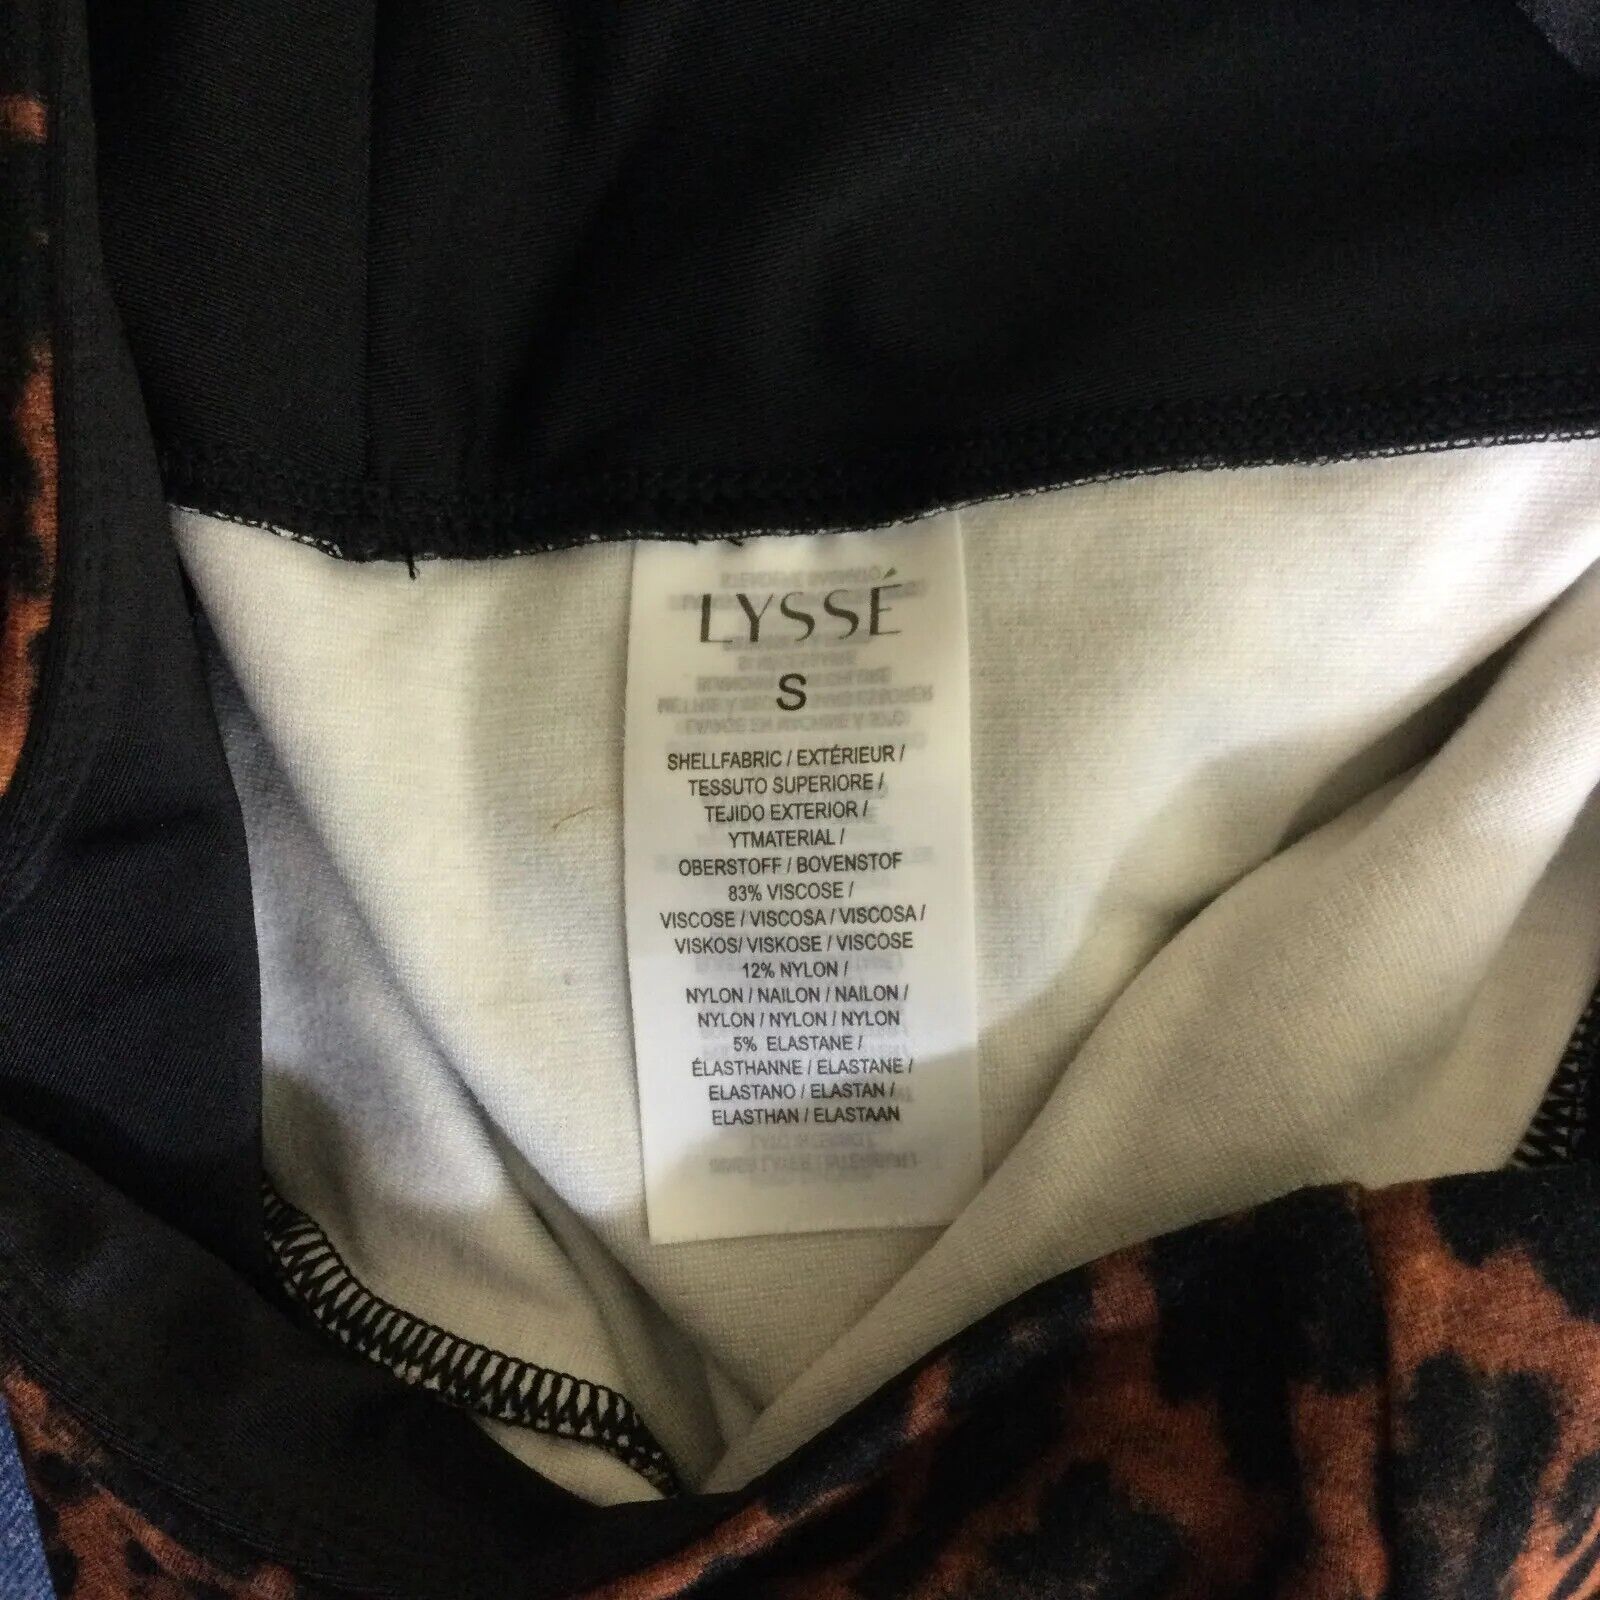 LYSSÉ
S
SHELLFABRIC / EXTÉRIEUR /
TESSUTO SUPERIORE /
TEJIDO EXTERIOR /
YTMATERIAL /
OBERSTOFF / BOVENSTOF
83% VISCOSE /
VISCOSE / VISCOSA / VISCOSA /
VISKOS/ VISKOSE / VISCOSE
12% NYLON /
NYLON / NAILON / NAILON /
NYLON / NYLON / NYLON
5% ELASTANE /
ÉLASTHANNE / ELASTANE /
ELASTANO / ELASTAN /
ELASTHAN / ELASTAAN